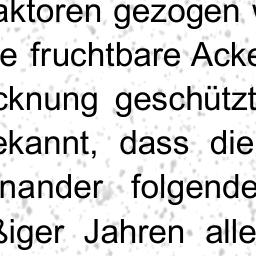 aktoren gezogen w
e fruchtbare Acke
cknung geschützt
ekannt, dass die
nander folgende
ßiger Jahren alle